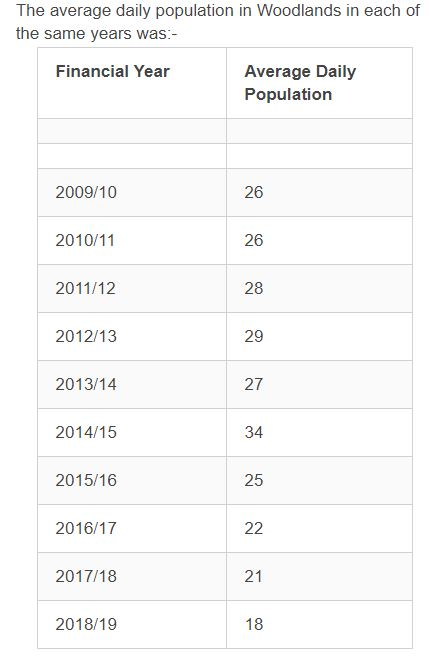 The average daily population in Woodlands in each of
the same years was:-
Financial Year
Average Daily
Population
2009/10 26
2010/11 26
2011/12 28
2012/13 29
2013/14 27
2014/15 34
2015/16 25
2016/17 22
2017/18 21
2018/19 18